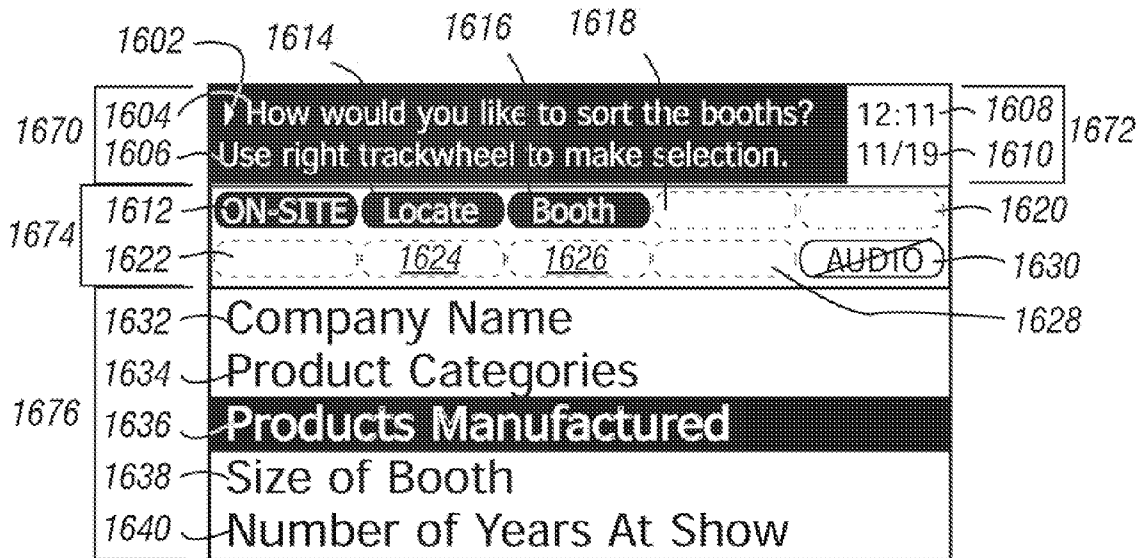 1602 1614 1616 1618
1670 1604 How would you like to sort the booths? 12:11 1608 1672
1606 Use right trackwheel to make selection. 11/19 1610
1674 1612 ON-SITE Locate Booth 1620
1622 1624 1626 AUDIO 1630
1632 Company Name 1628
1634 Product Categories
1676 1636 Products Manufactured
1638 Size of Booth
1640 Number of Years At Show